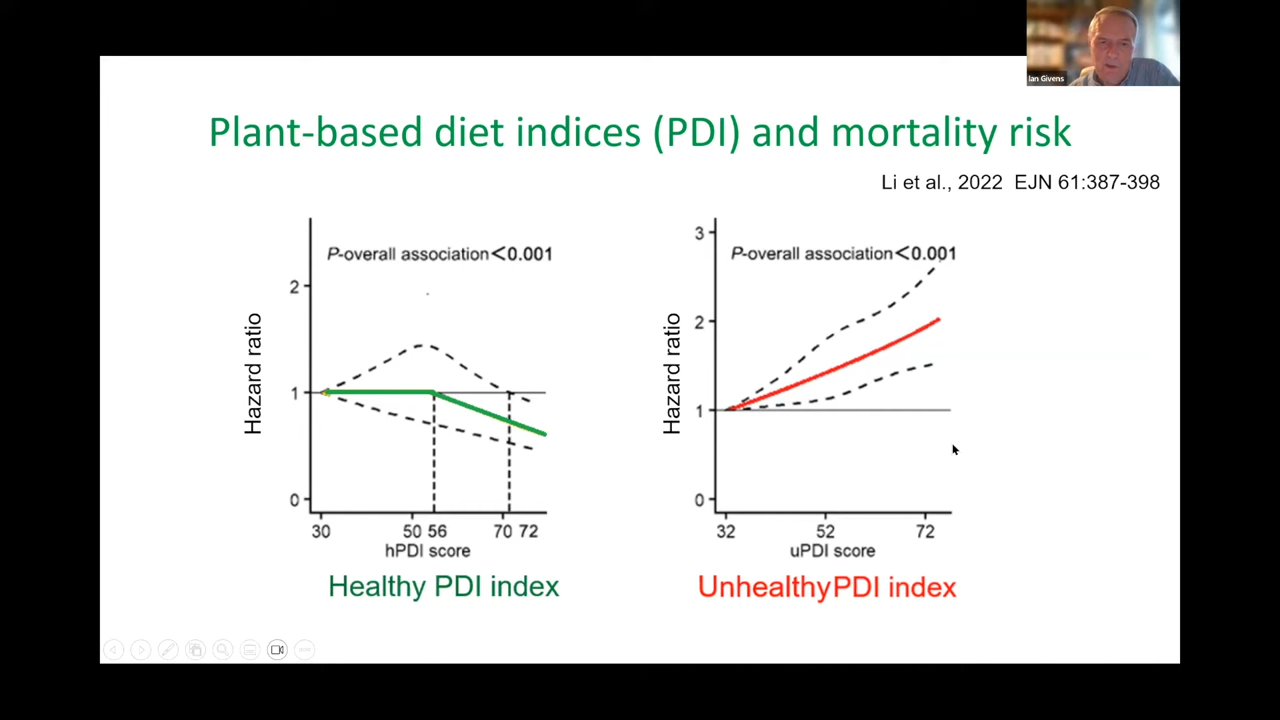 Ian Givens
Plant-based diet indices (PDI) and mortality risk
Li et al., 2022 EJN 61:387-398
P-overall association<0.001
2
1
0
Hazard ratio
30 50 56 70 72
hPDI score
Healthy PDI index
P-overall association<0.001
3
2
1
0
Hazard ratio
32 52 72
uPDI score
UnhealthyPDI index